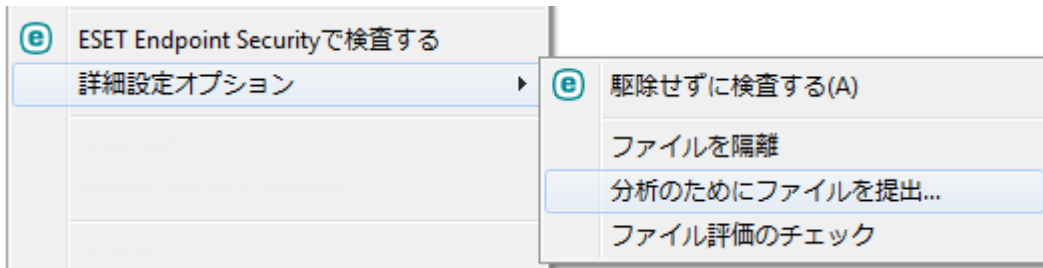 ESET Endpoint Securityで検査する
詳細設定オプション
駆除せずに検査する(A)
ファイルを隔離
分析のためにファイルを提出...
ファイル評価のチェック